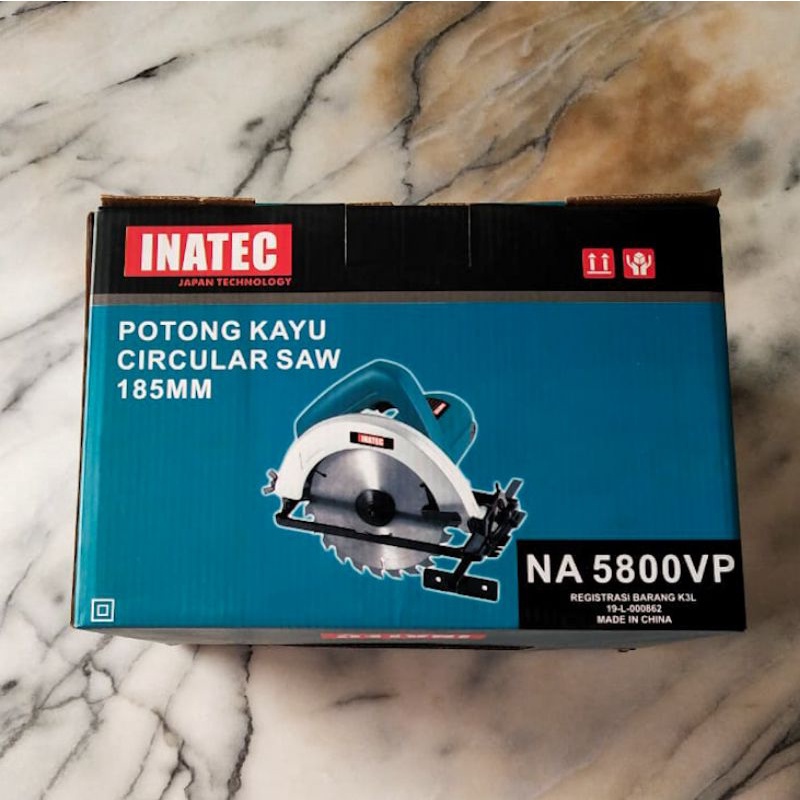 INATEC
JAPAN TECHNOLOGY
POTONG KAYU
CIRCULAR SAW
185MM
INATEC
NA 5800VP
REGISTRASI BARANG K3L
19-L-000862
MADE IN CHINA
INATEC